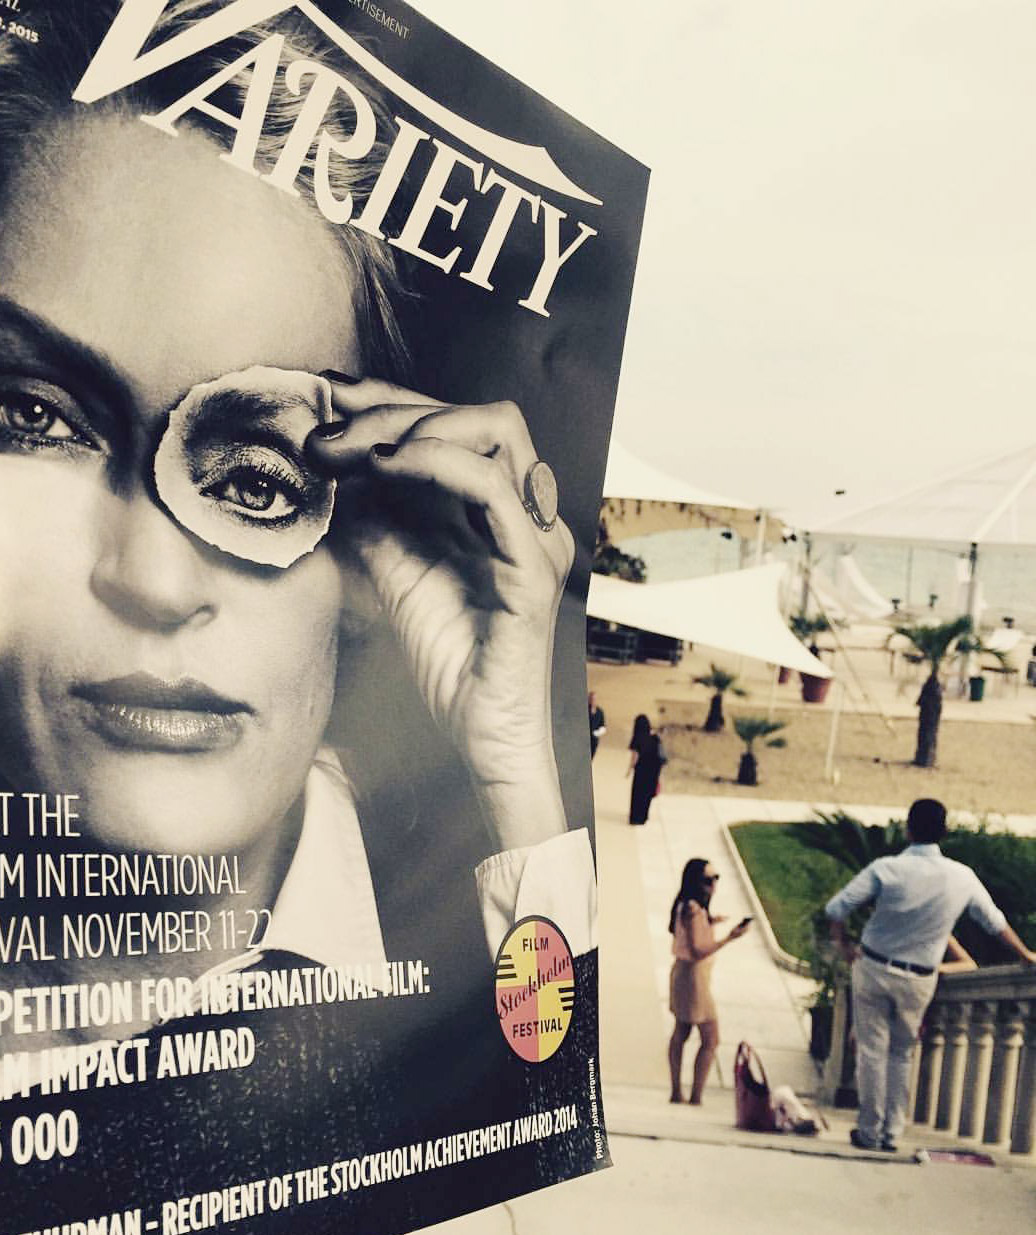 2015
VARIETY
T THE
M INTERNATIONAL
VAL NOVEMBER 11-22
PETITION FOR INTERNATIONAL FILM:
M IMPACT AWARD
000
FILM
Stockholm
FESTIVAL
Photo: Johan Bergmark
HURMAN – RECIPIENT OF THE STOCKHOLM ACHIEVEMENT AWARD 2014